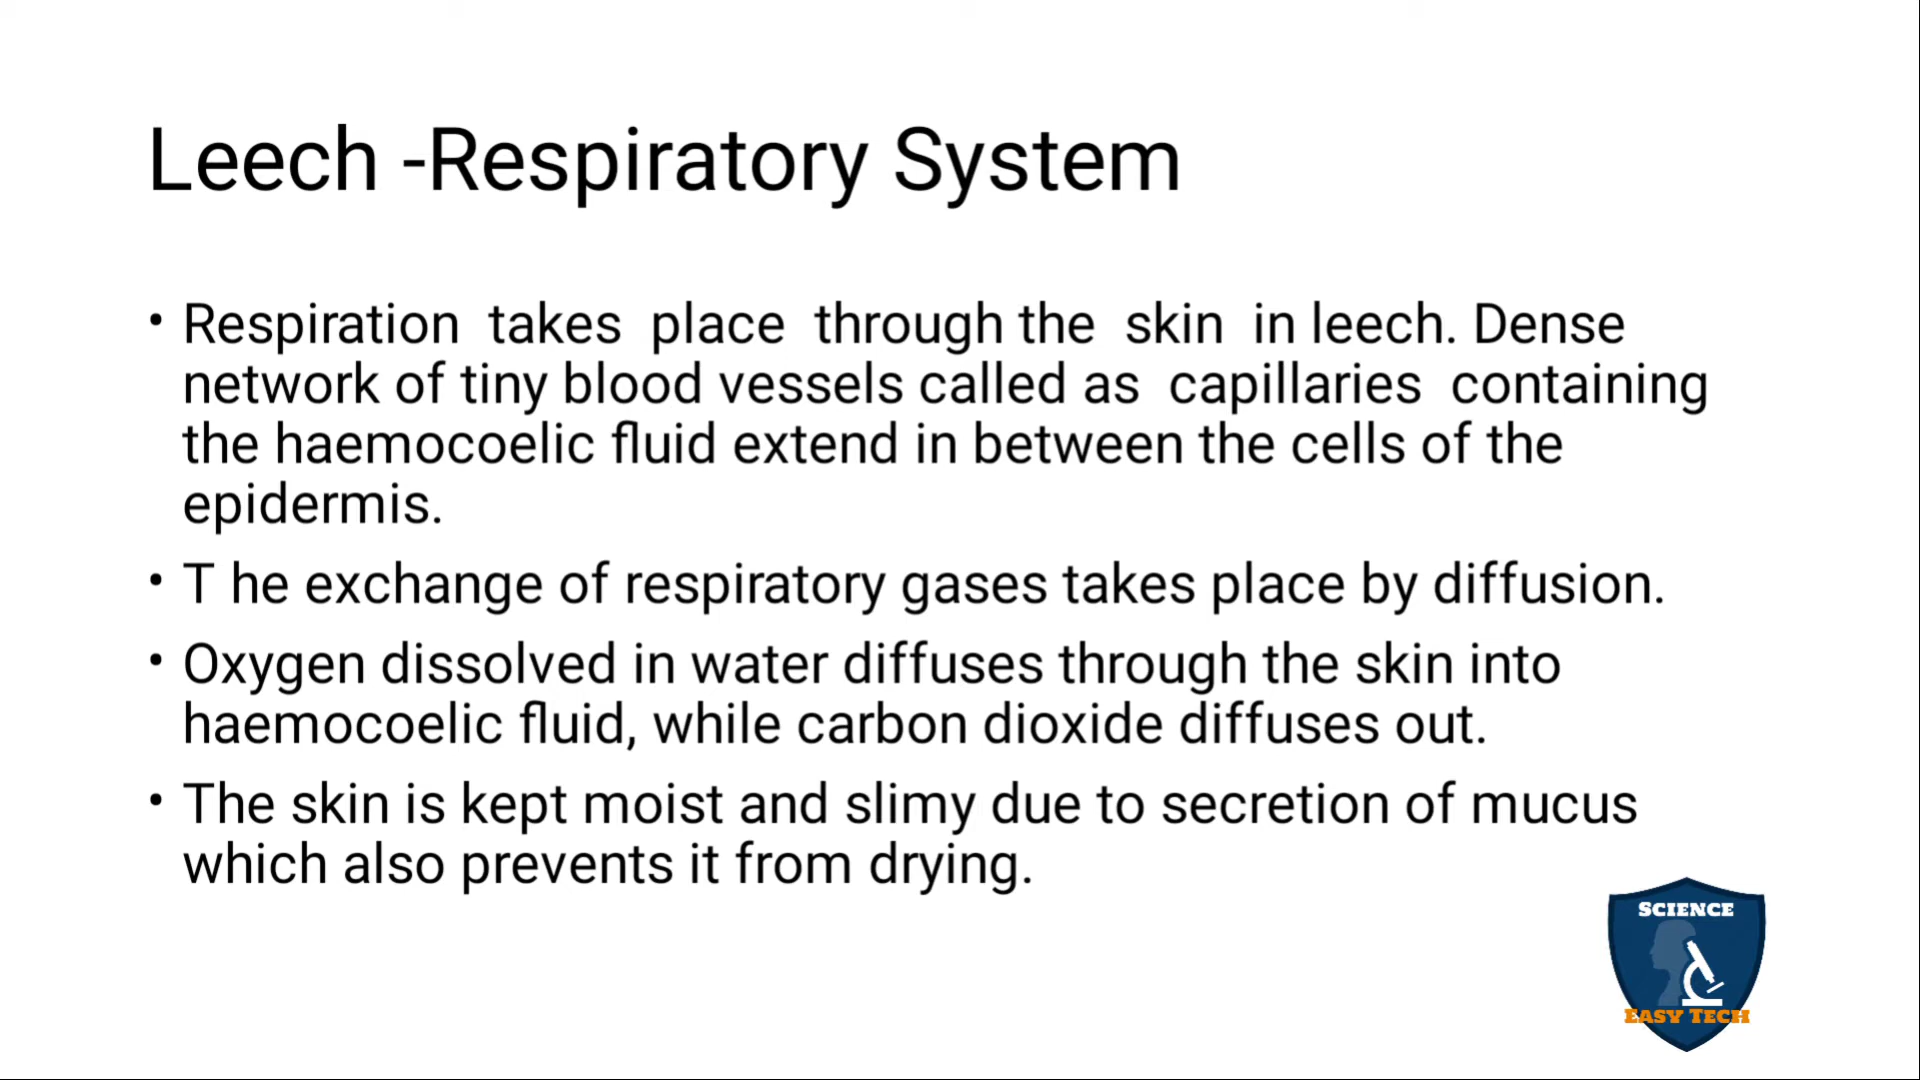 Leech -Respiratory System
• Respiration takes place through the skin in leech. Dense
network of tiny blood vessels called as capillaries containing
the haemocoelic fluid extend in between the cells of the
epidermis.
• T he exchange of respiratory gases takes place by diffusion.
• Oxygen dissolved in water diffuses through the skin into
haemocoelic fluid, while carbon dioxide diffuses out.
• The skin is kept moist and slimy due to secretion of mucus
which also prevents it from drying.
SCIENCE
EASY TECH